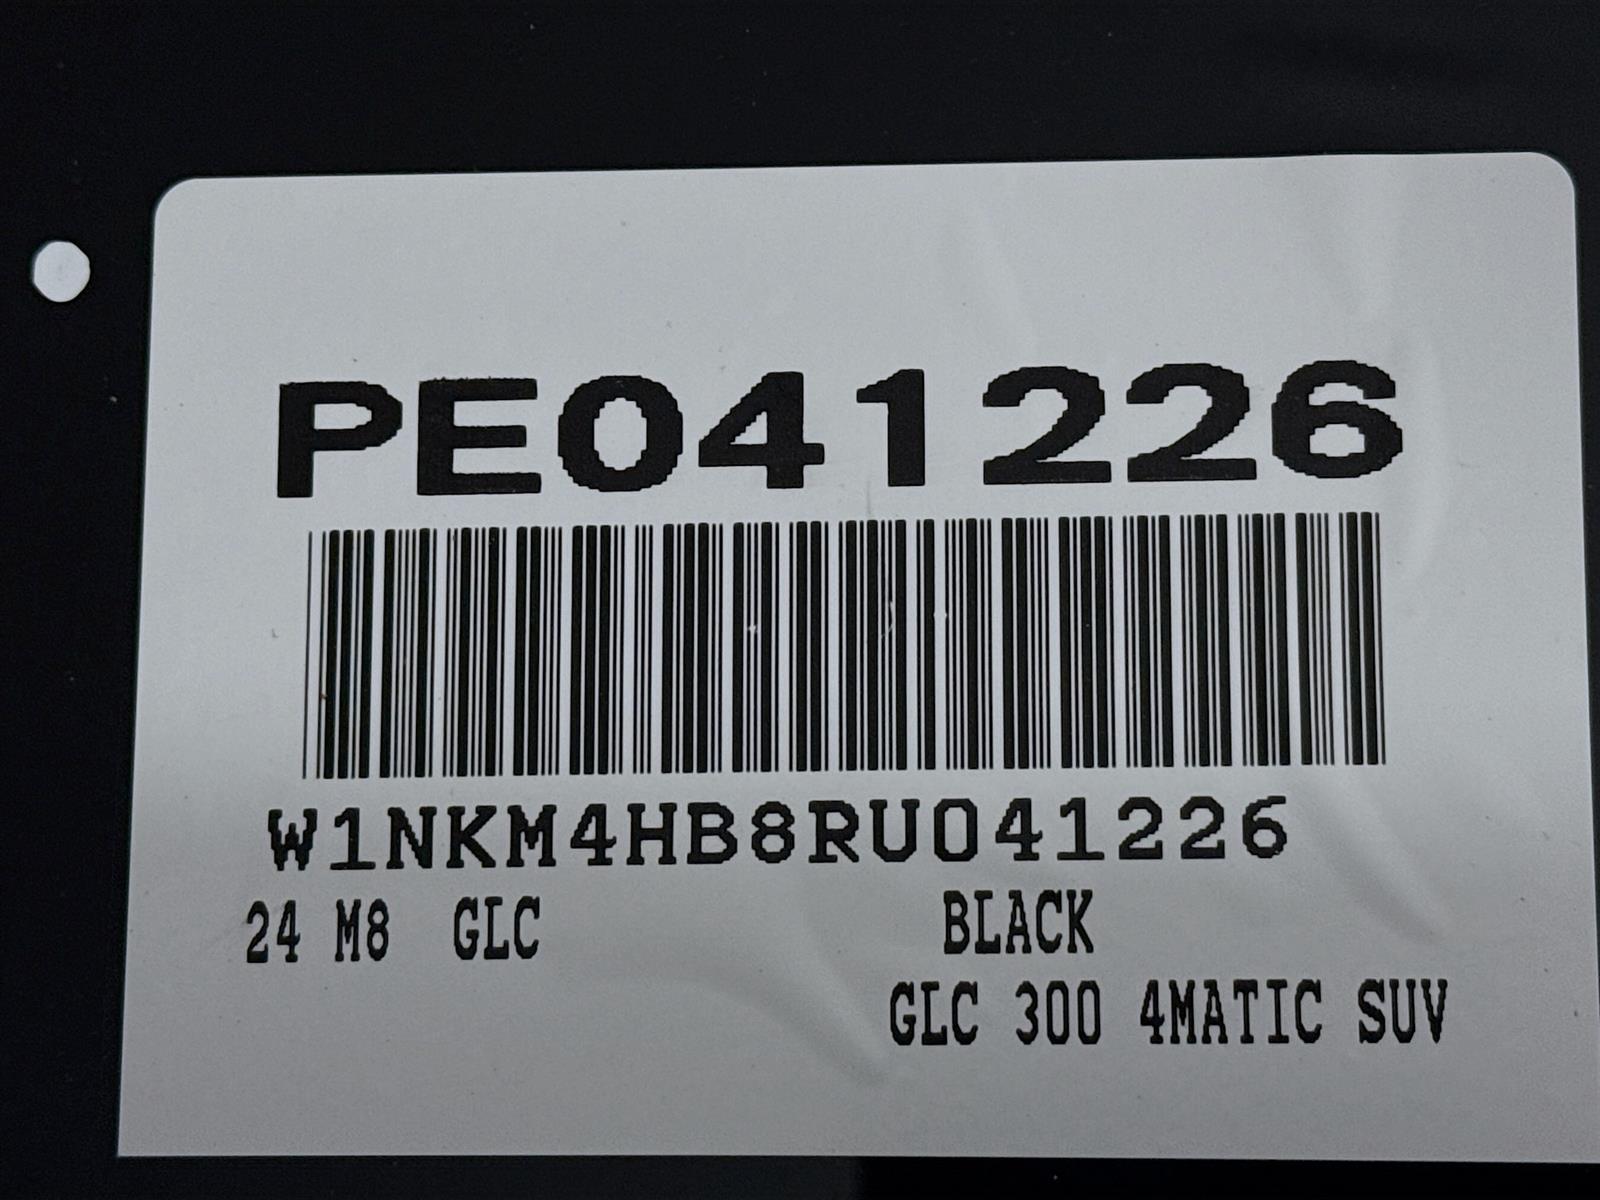 PE041226
W1NKM4HB8RU041226
24 M8 GLC BLACK
GLC 300 4MATIC SUV